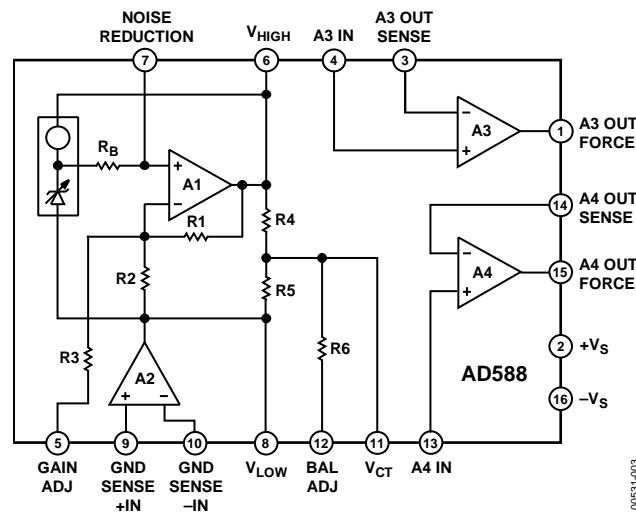 NOISE
REDUCTION
VHIGH
A3 IN
A3 OUT
SENSE
7
6
4
3
RB
A1
+
−
R1
R4
A3
−
+
1
A3 OUT
FORCE
14
A4 OUT
SENSE
R2
R5
A4
−
+
15
A4 OUT
FORCE
R3
R6
2
+VS
A2
+
−
AD588
16
−VS
5
9
10
8
12
11
13
GAIN
ADJ
GND
SENSE
+IN
GND
SENSE
−IN
VLOW
BAL
ADJ
VCT
A4 IN
00531-003